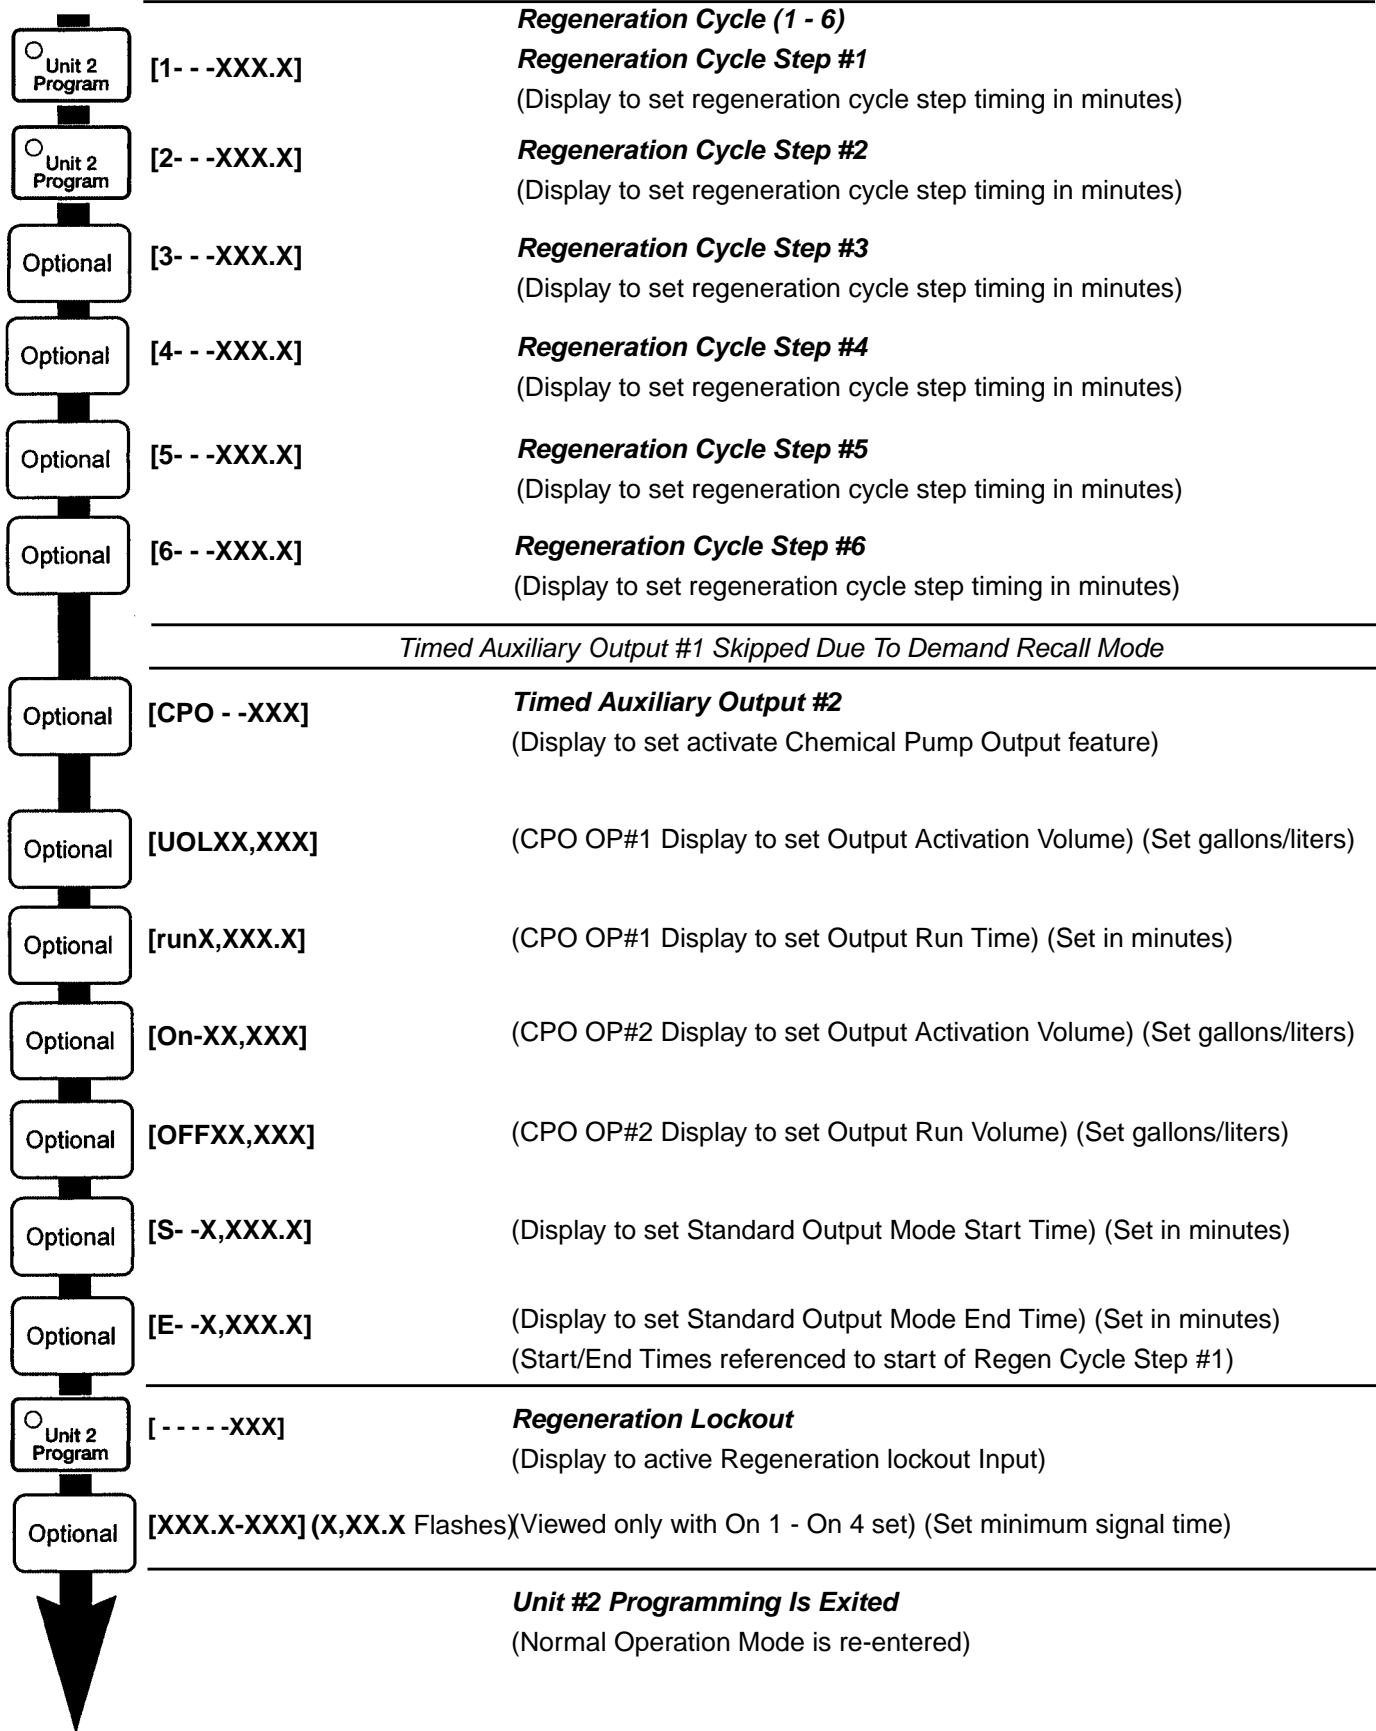 Regeneration Cycle (1 - 6)
Unit 2
Program
[1- - -XXX.X]
Regeneration Cycle Step #1
(Display to set regeneration cycle step timing in minutes)
Unit 2
Program
[2- - -XXX.X]
Regeneration Cycle Step #2
(Display to set regeneration cycle step timing in minutes)
Optional
[3- - -XXX.X]
Regeneration Cycle Step #3
(Display to set regeneration cycle step timing in minutes)
Optional
[4- - -XXX.X]
Regeneration Cycle Step #4
(Display to set regeneration cycle step timing in minutes)
Optional
[5- - -XXX.X]
Regeneration Cycle Step #5
(Display to set regeneration cycle step timing in minutes)
Optional
[6- - -XXX.X]
Regeneration Cycle Step #6
(Display to set regeneration cycle step timing in minutes)
Timed Auxiliary Output #1 Skipped Due To Demand Recall Mode
Optional
[CPO - -XXX]
Timed Auxiliary Output #2
(Display to set activate Chemical Pump Output feature)
Optional
[UOLXX,XXX]
(CPO OP#1 Display to set Output Activation Volume) (Set gallons/liters)
Optional
[runX,XXX.X]
(CPO OP#1 Display to set Output Run Time) (Set in minutes)
Optional
[On-XX,XXX]
(CPO OP#2 Display to set Output Activation Volume) (Set gallons/liters)
Optional
[OFFXX,XXX]
(CPO OP#2 Display to set Output Run Volume) (Set gallons/liters)
Optional
[S- -X,XXX.X]
(Display to set Standard Output Mode Start Time) (Set in minutes)
Optional
[E- -X,XXX.X]
(Display to set Standard Output Mode End Time) (Set in minutes)
(Start/End Times referenced to start of Regen Cycle Step #1)
Unit 2
Program
[ - - - - -XXX]
Regeneration Lockout
(Display to active Regeneration lockout Input)
Optional
[XXX.X-XXX] (X,XX.X Flashes)(Viewed only with On 1 - On 4 set) (Set minimum signal time)
Unit #2 Programming Is Exited
(Normal Operation Mode is re-entered)